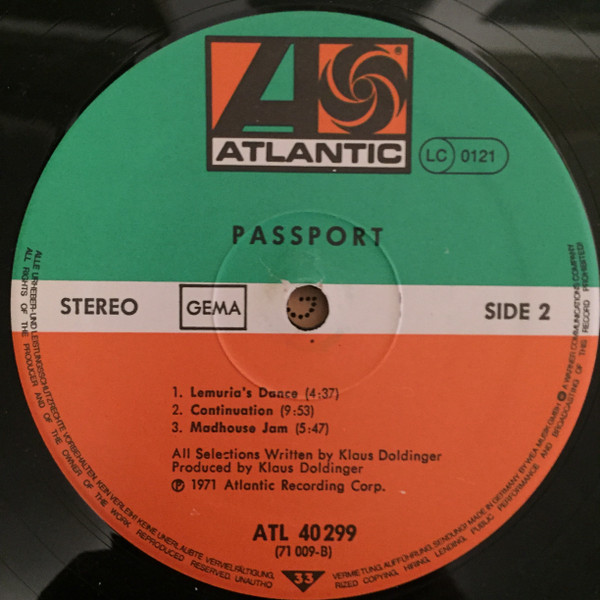 ATLANTIC
®
LC 0121
PASSPORT
STEREO
GEMA
SIDE 2
1. Lemuria's Dance (4:37)
2. Continuation (9:53)
3. Madhouse Jam (5:47)
All Selections Written by Klaus Doldinger
Produced by Klaus Doldinger
℗ 1971 Atlantic Recording Corp.
ATL 40 299
(71 009-B)
33
ALLE URHEBER-UND LEISTUNGSSCHUTZRECHTE VORBEHALTEN. KEIN VERLEIH! KEINE UNERLAUBTE VERVIELFÄLTIGUNG,
VERMIETUNG, AUFFÜHRUNG, SENDUNG! MADE IN GERMANY BY WEA MUSIK GMBH ℗ A WARNER COMMUNICATIONS COMPANY
ALL RIGHTS OF THE PRODUCER AND OF THE OWNER OF THE WORK REPRODUCED RESERVED. UNAUTHO
RIZED COPYING, HIRING, LENDING, PUBLIC PERFORMANCE AND BROADCASTING OF THIS RECORD PROHIBITED!